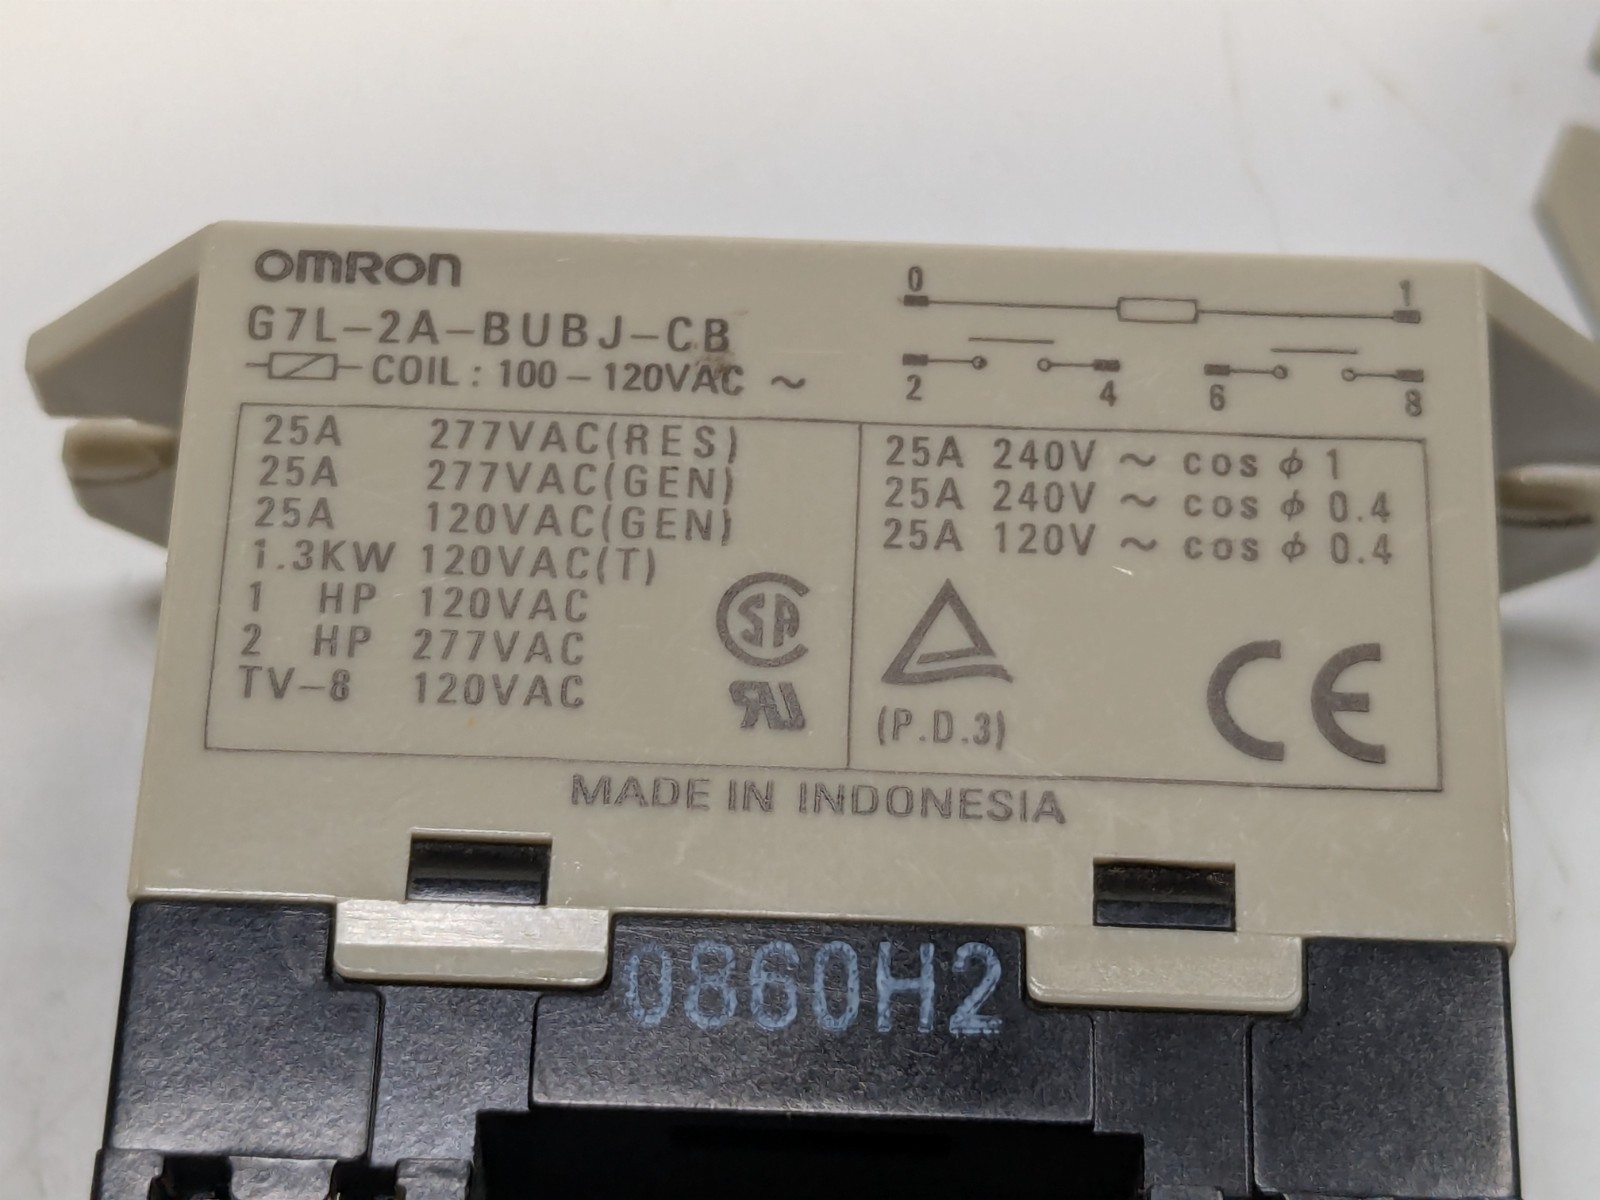 OMRON
G7L-2A-BUBJ-CB
COIL : 100-120VAC ~
0 1
2 4 6 8
25A 277VAC(RES)
25A 277VAC(GEN)
25A 120VAC(GEN)
1.3KW 120VAC(T)
1 HP 120VAC
2 HP 277VAC
TV-8 120VAC
25A 240V ~ cos ϕ 1
25A 240V ~ cos ϕ 0.4
25A 120V ~ cos ϕ 0.4
SA
RU
(P.D.3)
CE
MADE IN INDONESIA
0860H2